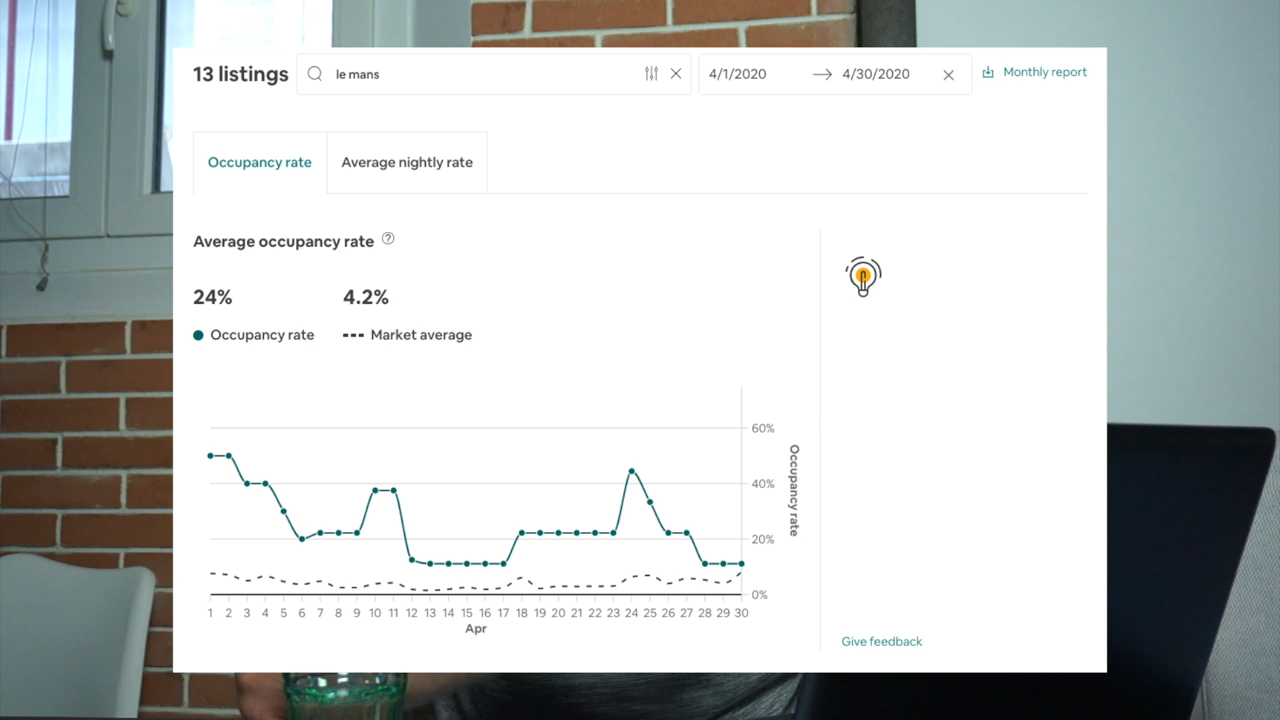 13 listings
le mans
4/1/2020
4/30/2020
Monthly report
Occupancy rate
Average nightly rate
Average occupancy rate ?
24%
4.2%
Occupancy rate
Market average
60%
40%
20%
0%
Occupancy rate
1 2 3 4 5 6 7 8 9 10 11 12 13 14 15 16 17 18 19 20 21 22 23 24 25 26 27 28 29 30
Apr
Give feedback